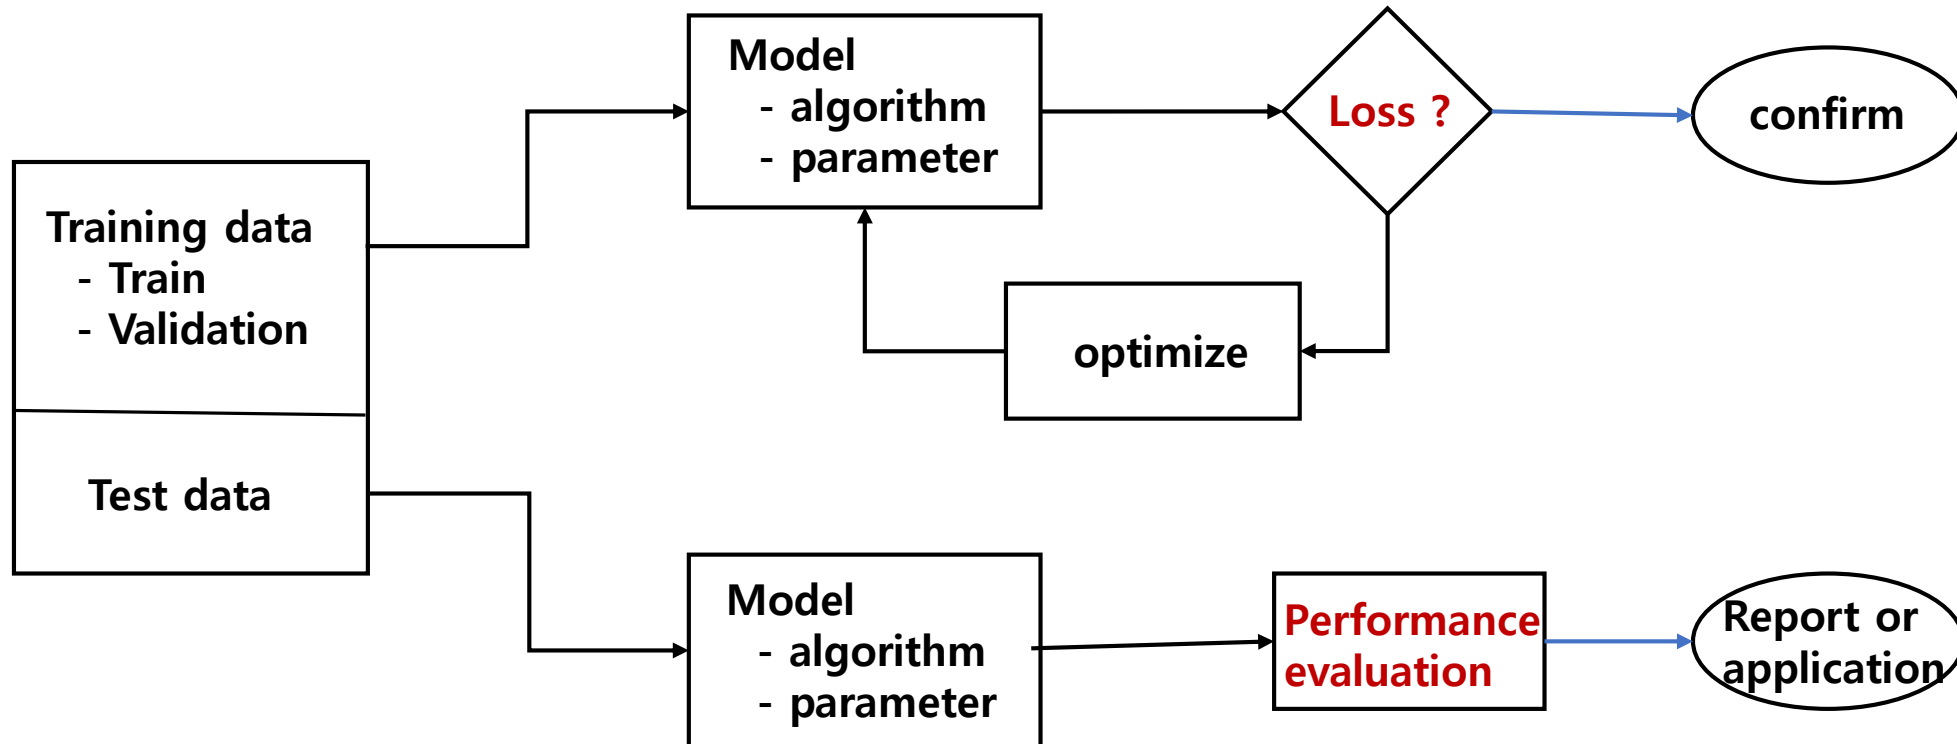 Model
- algorithm
- parameter
Loss ?
confirm
Training data
- Train
- Validation
optimize
Test data
Model
- algorithm
- parameter
Performance
evaluation
Report or
application